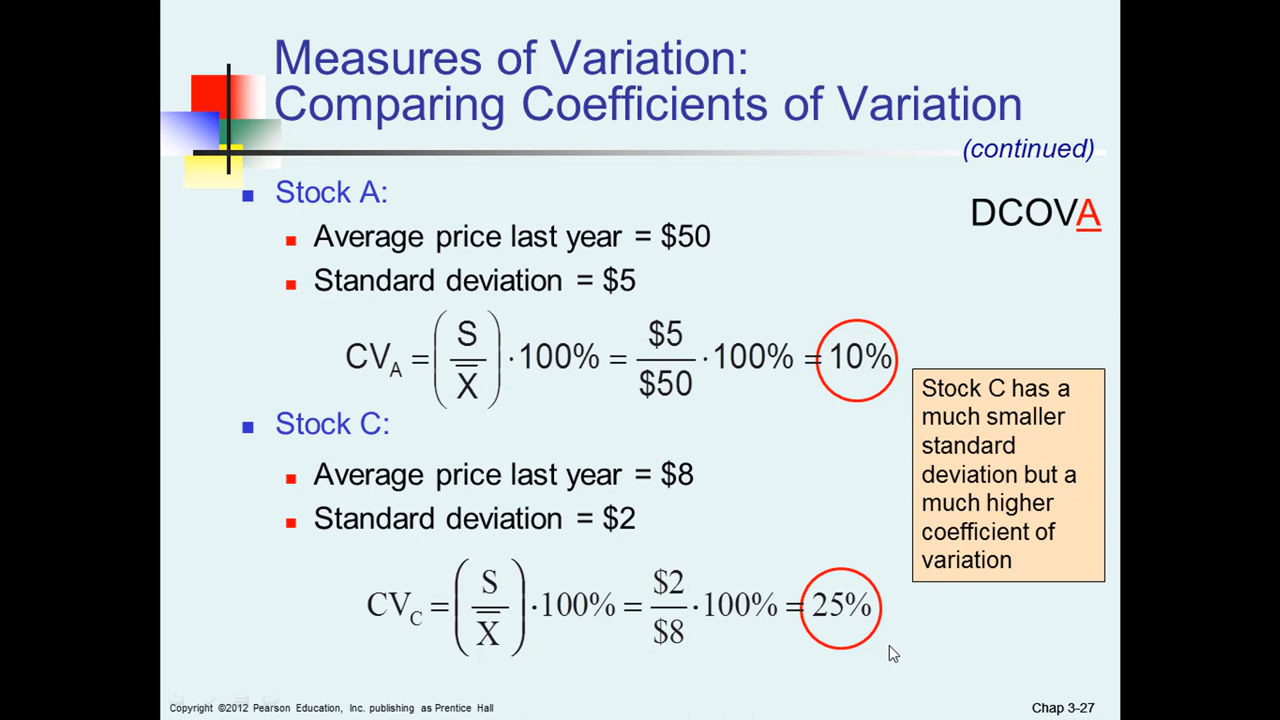 Measures of Variation:
Comparing Coefficients of Variation
(continued)
DCOVA
Stock A:
Average price last year = $50
Standard deviation = $5
CV_A = (S / X̅) · 100% = $5 / $50 · 100% = 10%
Stock C:
Average price last year = $8
Standard deviation = $2
CV_C = (S / X̅) · 100% = $2 / $8 · 100% = 25%
Stock C has a
much smaller
standard
deviation but a
much higher
coefficient of
variation
Copyright ©2012 Pearson Education, Inc. publishing as Prentice Hall
Chap 3-27